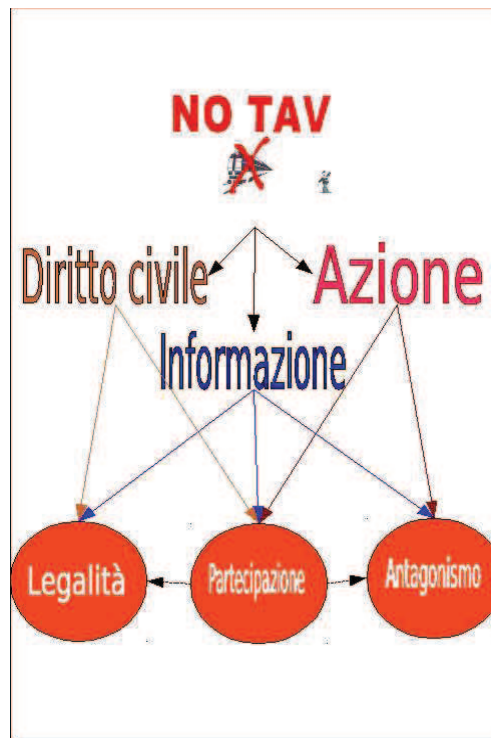 NO TAV
Diritto civile
Azione
Informazione
Legalità
Partecipazione
Antagonismo